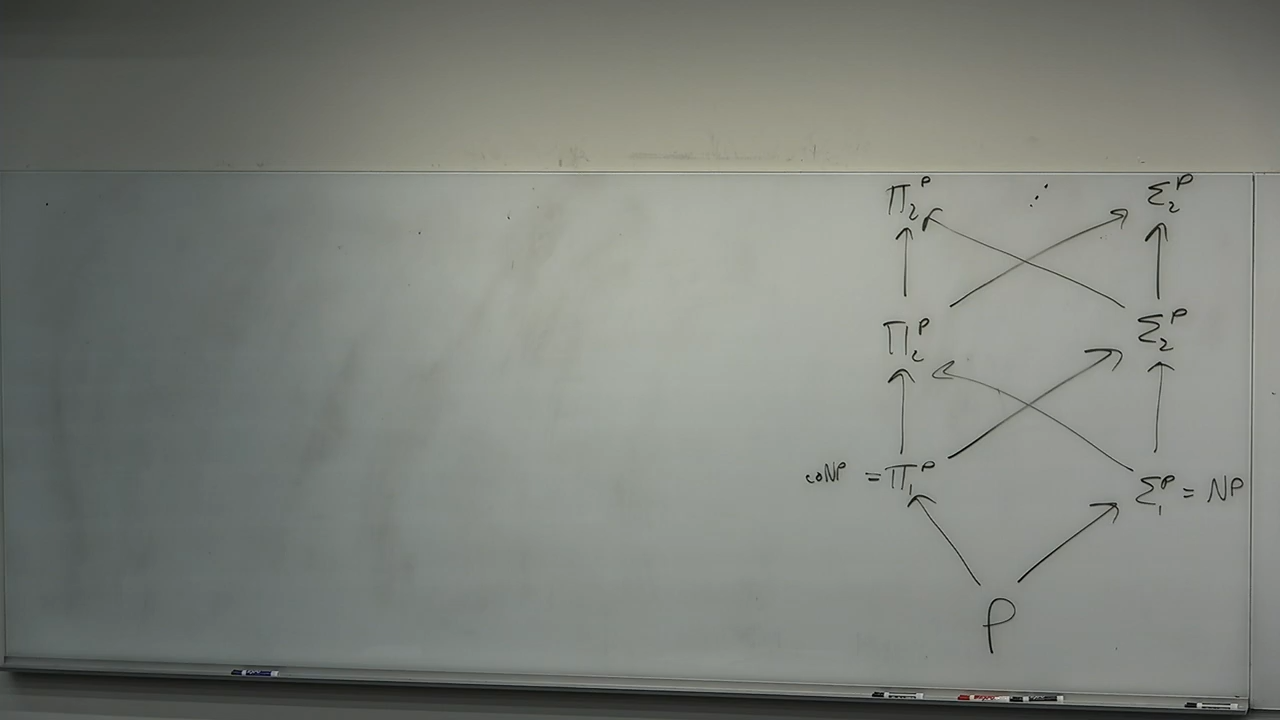 Π₂ᴾ ⋰ Σ₂ᴾ
Π₂ᴾ Σ₂ᴾ
coNP = Π₁ᴾ Σ₁ᴾ = NP
P